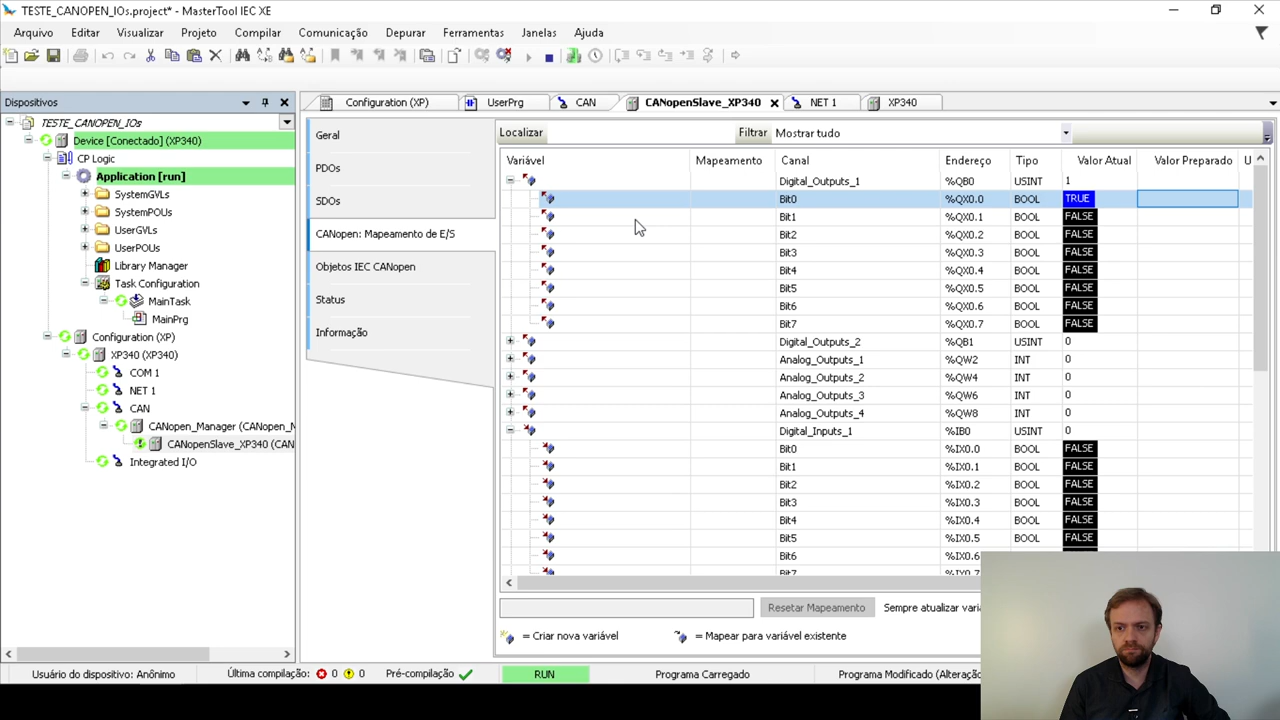 TESTE_CANOPEN_IOs.project* - MasterTool IEC XE
Arquivo Editar Visualizar Projeto Compilar Comunicação Depurar Ferramentas Janelas Ajuda
Dispositivos
TESTE_CANOPEN_IOs
Device [Conectado] (XP340)
CP Logic
Application [run]
SystemGVLs
SystemPOUs
UserGVLs
UserPOUs
Library Manager
Task Configuration
MainTask
MainPrg
Configuration (XP)
XP340 (XP340)
COM 1
NET 1
CAN
CANopen_Manager (CANopen_M
CANopenSlave_XP340 (CAN
Integrated I/O
Configuration (XP) UserPrg CAN CANopenSlave_XP340 NET 1 XP340
Geral
PDOs
SDOs
CANopen: Mapeamento de E/S
Objetos IEC CANopen
Status
Informação
Localizar Filtrar Mostrar tudo
Variável Mapeamento Canal Endereço Tipo Valor Atual Valor Preparado U
Digital_Outputs_1 %QB0 USINT 1
Bit0 %QX0.0 BOOL TRUE
Bit1 %QX0.1 BOOL FALSE
Bit2 %QX0.2 BOOL FALSE
Bit3 %QX0.3 BOOL FALSE
Bit4 %QX0.4 BOOL FALSE
Bit5 %QX0.5 BOOL FALSE
Bit6 %QX0.6 BOOL FALSE
Bit7 %QX0.7 BOOL FALSE
Digital_Outputs_2 %QB1 USINT 0
Analog_Outputs_1 %QW2 INT 0
Analog_Outputs_2 %QW4 INT 0
Analog_Outputs_3 %QW6 INT 0
Analog_Outputs_4 %QW8 INT 0
Digital_Inputs_1 %IB0 USINT 0
Bit0 %IX0.0 BOOL FALSE
Bit1 %IX0.1 BOOL FALSE
Bit2 %IX0.2 BOOL FALSE
Bit3 %IX0.3 BOOL FALSE
Bit4 %IX0.4 BOOL FALSE
Bit5 %IX0.5 BOOL FALSE
Bit6 %IX0.6
Bit7 %IX0.7
Resetar Mapeamento Sempre atualizar vari
= Criar nova variável = Mapear para variável existente
Usuário do dispositivo: Anônimo Última compilação: 0 0 Pré-compilação RUN Programa Carregado Programa Modificado (Alteração